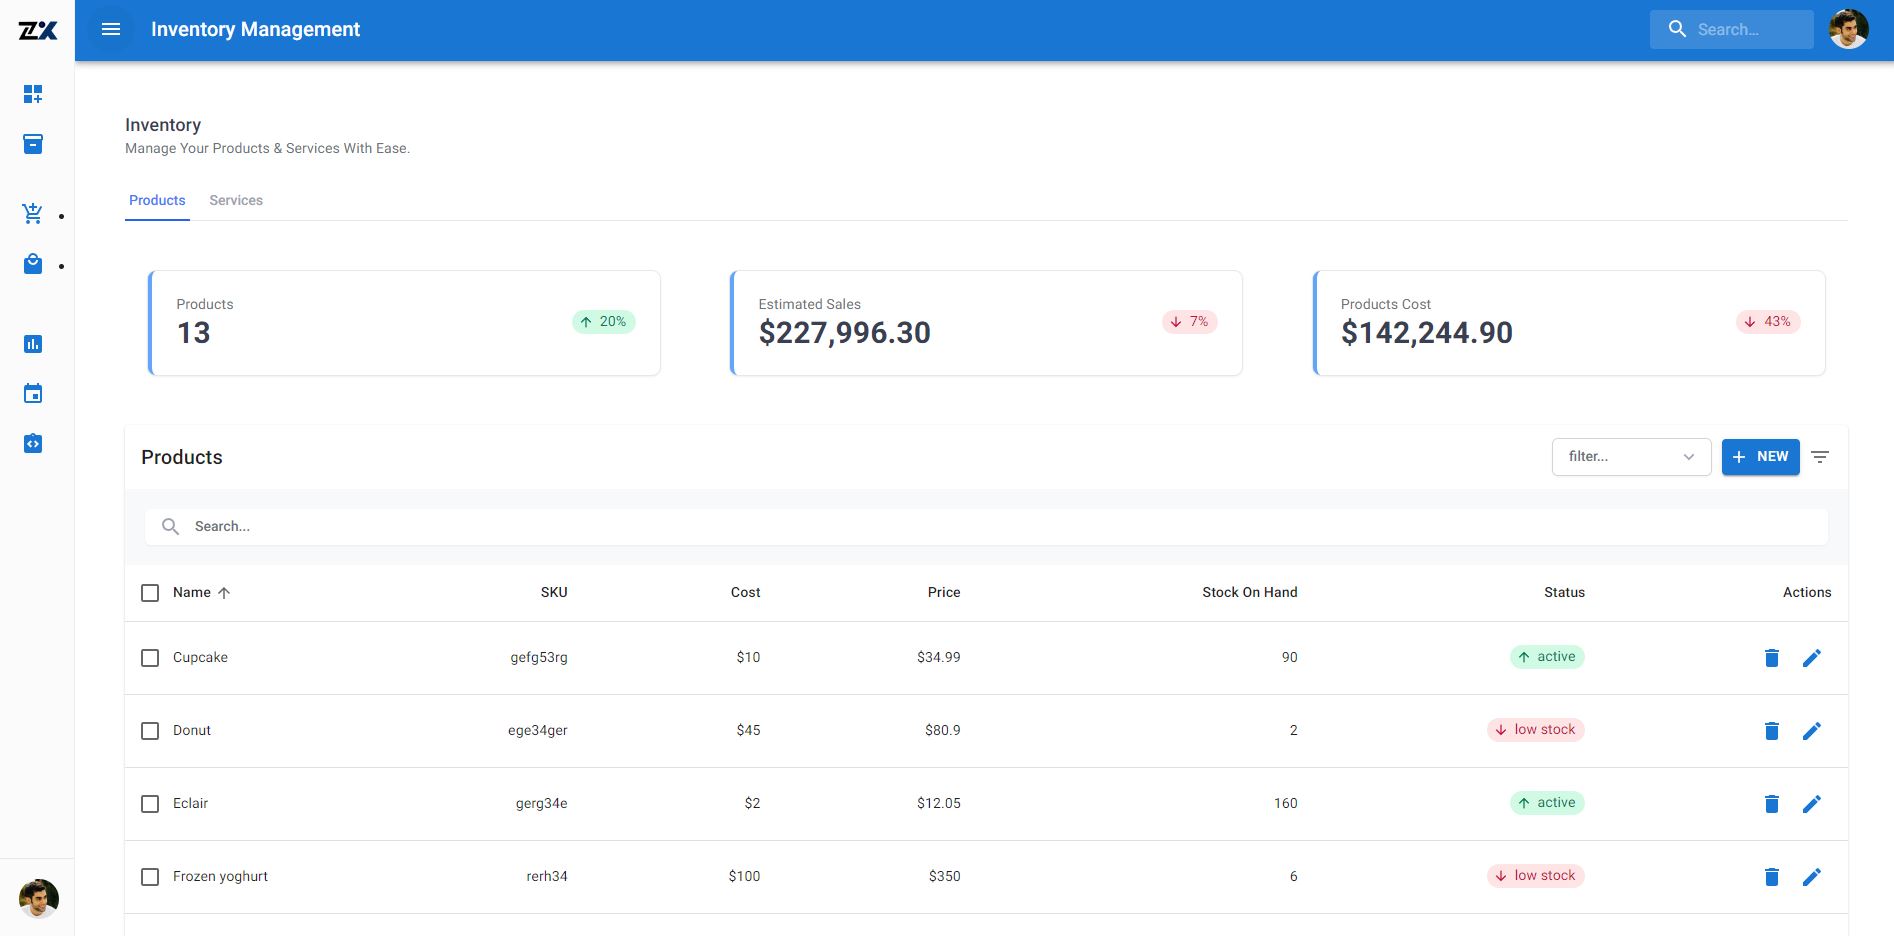 ZX
Inventory Management
Search...
Inventory
Manage Your Products & Services With Ease.
Products Services
Products
13
20%
Estimated Sales
$227,996.30
7%
Products Cost
$142,244.90
43%
Products
filter...
NEW
Search...
Name SKU Cost Price Stock On Hand Status Actions
Cupcake gefg53rg $10 $34.99 90 active
Donut ege34ger $45 $80.9 2 low stock
Eclair gerg34e $2 $12.05 160 active
Frozen yoghurt rerh34 $100 $350 6 low stock